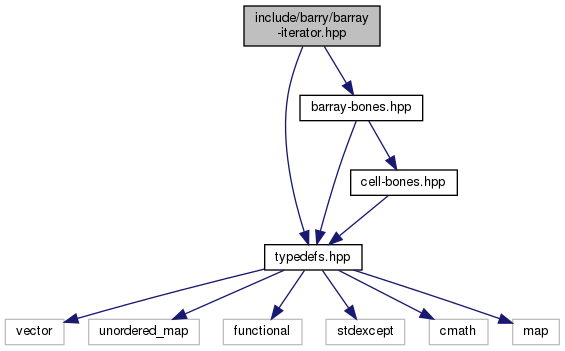 include/barry/barray
-iterator.hpp
barray-bones.hpp
cell-bones.hpp
typedefs.hpp
vector
unordered_map
functional
stdexcept
cmath
map